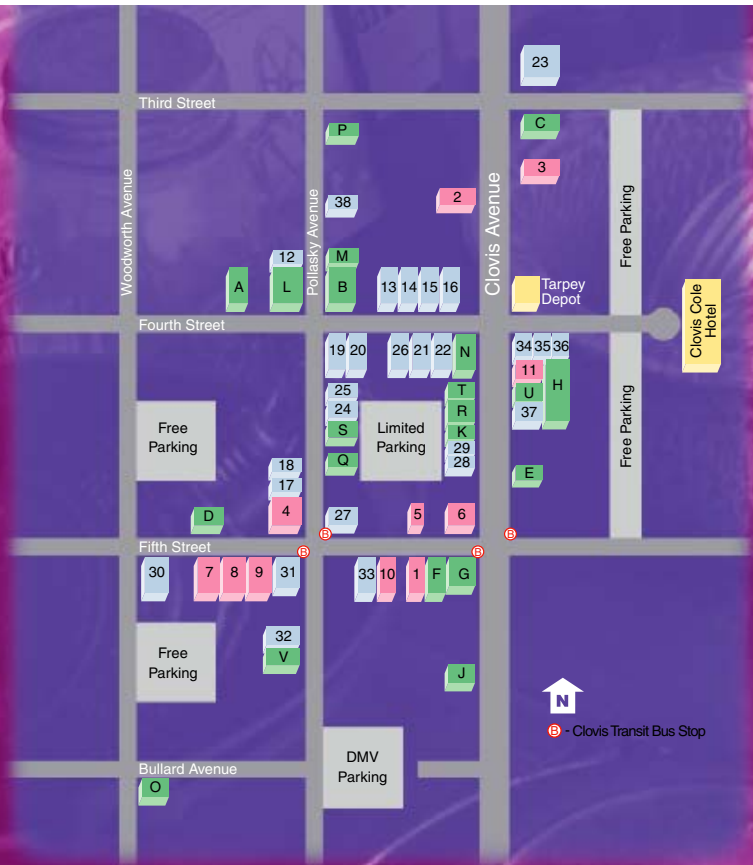 23
Third Street
C
P
3
2
38
Woodworth Avenue
Pollasky Avenue
Clovis Avenue
Free Parking
12
M
A
L
B
13 14 15 16
Tarpey
Depot
Clovis Cole
Hotel
Fourth Street
19 20
26 21 22 N
34 35 36
11
H
U
37
25
24
S
Q
T
R
K
29
28
Free
Parking
Limited
Parking
Free Parking
E
18
17
4
D
27
5
6
B
B
Fifth Street
B
B
30
7 8 9 31
33 10
1 F G
32
V
Free
Parking
J
N
B - Clovis Transit Bus Stop
DMV
Parking
Bullard Avenue
O